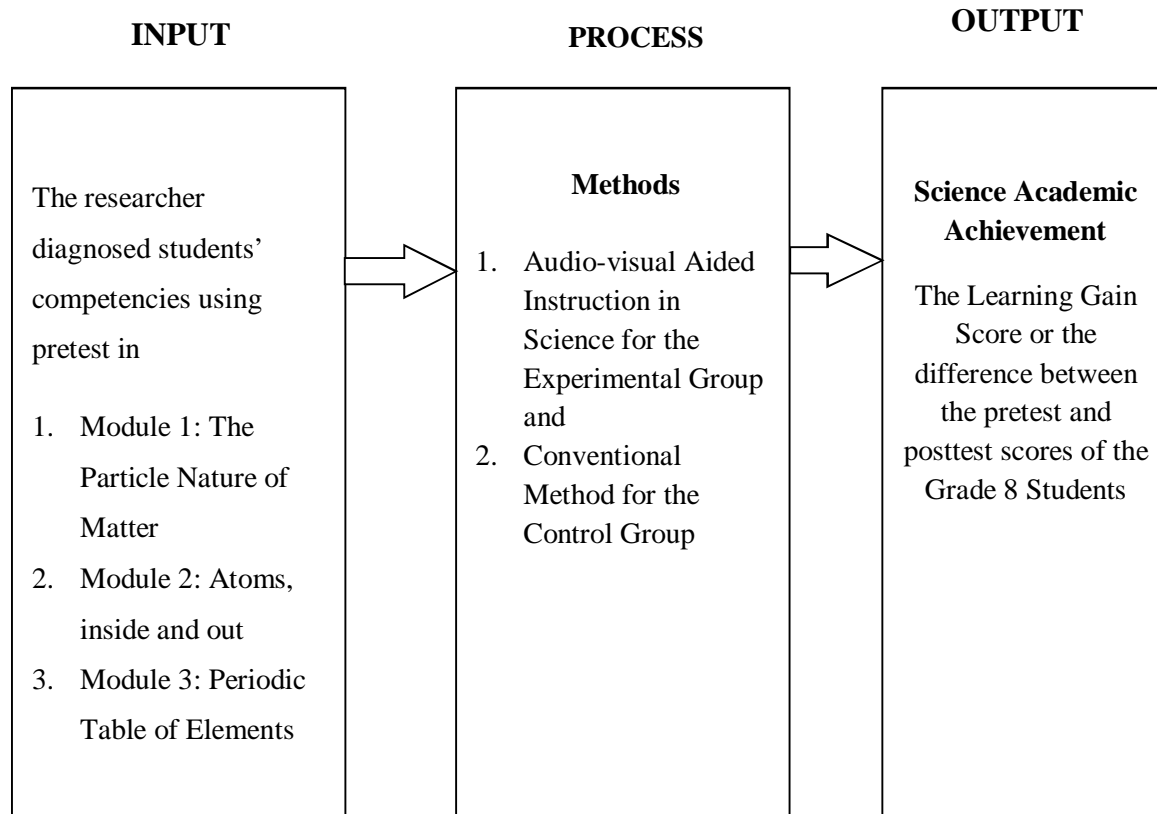 INPUT
PROCESS
OUTPUT
The researcher
diagnosed students’
competencies using
pretest in
1. Module 1: The
Particle Nature of
Matter
2. Module 2: Atoms,
inside and out
3. Module 3: Periodic
Table of Elements
Methods
1. Audio-visual Aided
Instruction in
Science for the
Experimental Group
and
2. Conventional
Method for the
Control Group
Science Academic
Achievement
The Learning Gain
Score or the
difference between
the pretest and
posttest scores of the
Grade 8 Students